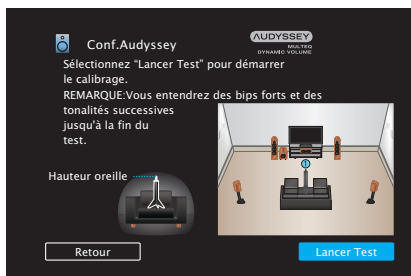 Conf.Audyssey
AUDYSSEY
MULTEQ
DYNAMIC VOLUME
Sélectionnez “Lancer Test” pour démarrer
le calibrage.
REMARQUE:Vous entendrez des bips forts et des
tonalités successives
jusqu'à la fin du
test.
Hauteur oreille
Retour
Lancer Test